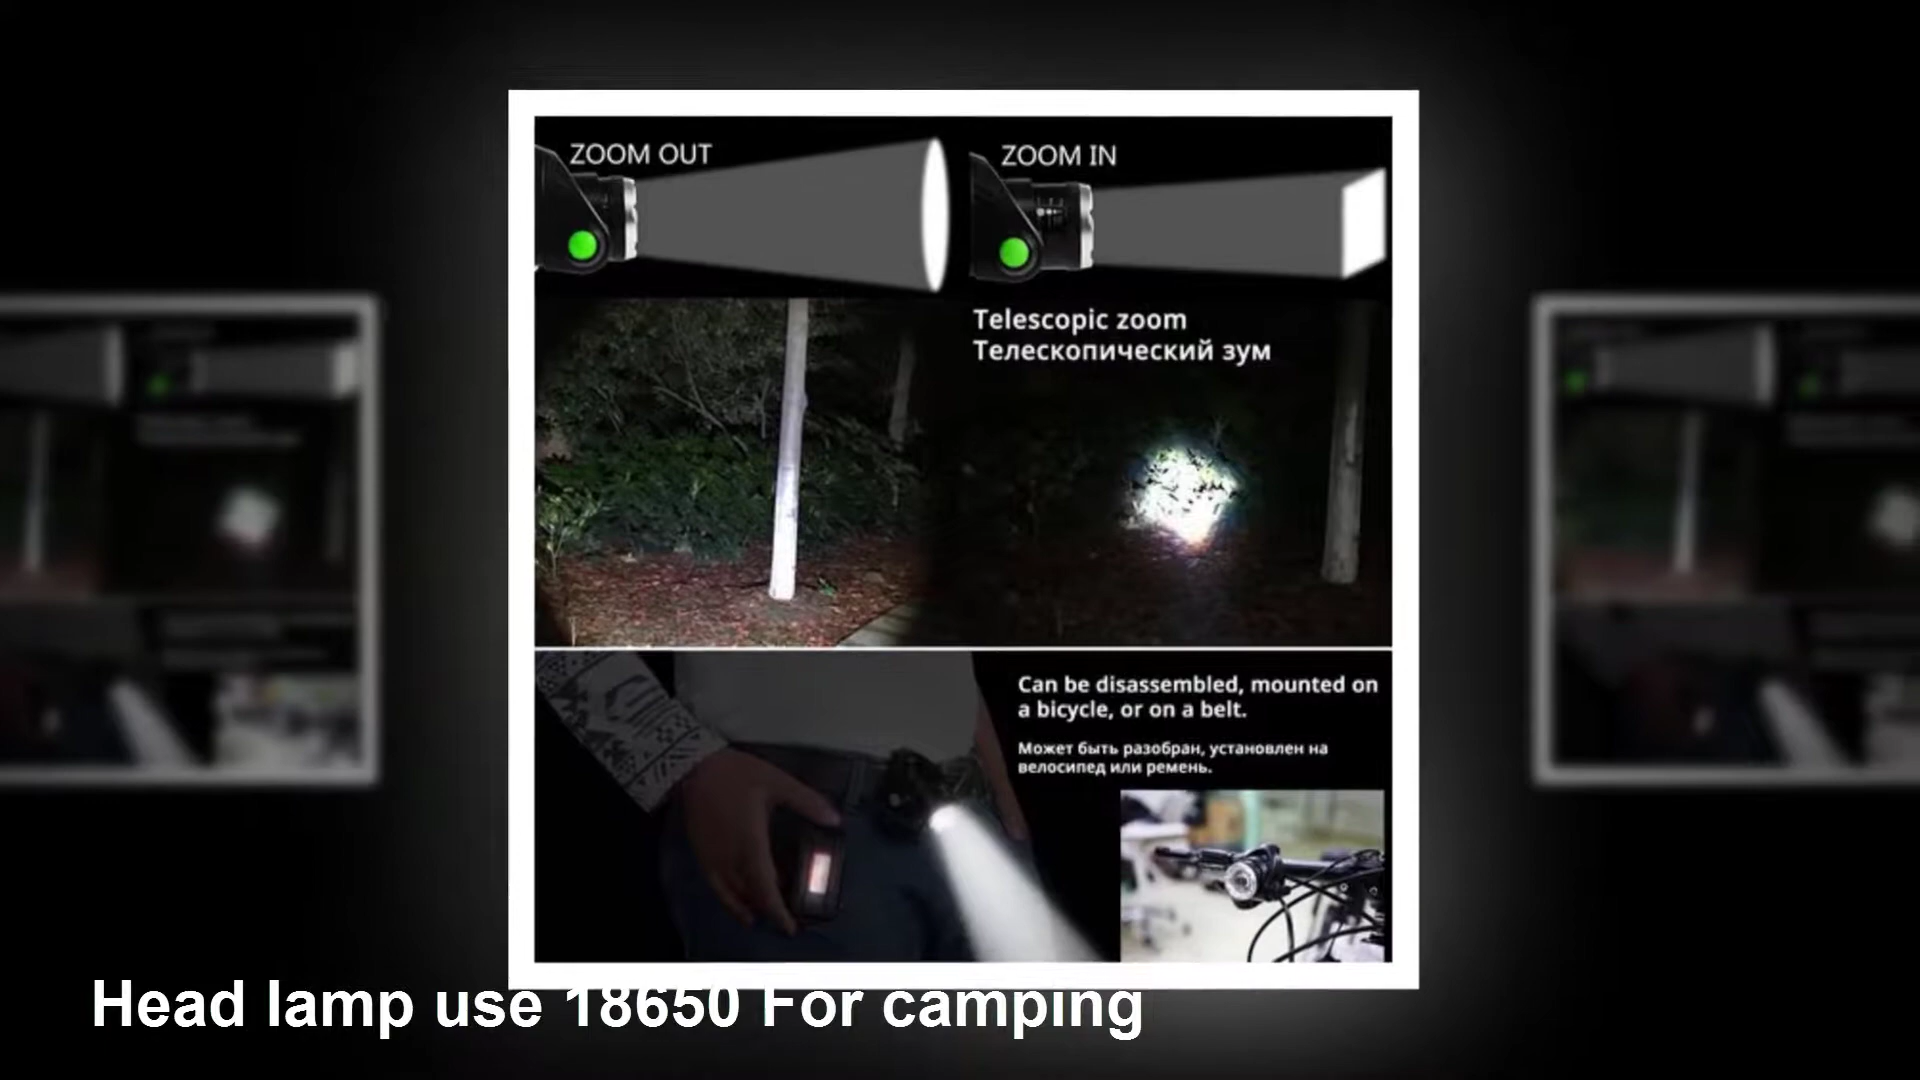 ZOOM OUT
ZOOM IN
Telescopic zoom
Телескопический зум
Can be disassembled, mounted on
a bicycle, or on a belt.
Может быть разобран, установлен на
велосипед или ремень.
Head lamp use 18650 For camping